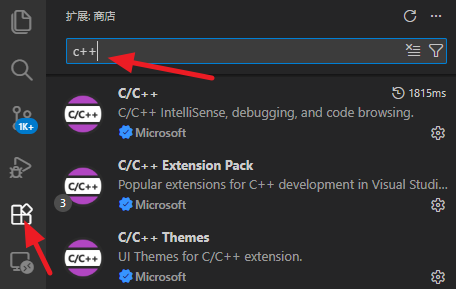 扩展: 商店
c++
1K+
C/C++
C/C++
1815ms
C/C++ IntelliSense, debugging, and code browsing.
Microsoft
C/C++
3
C/C++ Extension Pack
Popular extensions for C++ development in Visual Studi...
Microsoft
C/C++
C/C++ Themes
UI Themes for C/C++ extension.
Microsoft